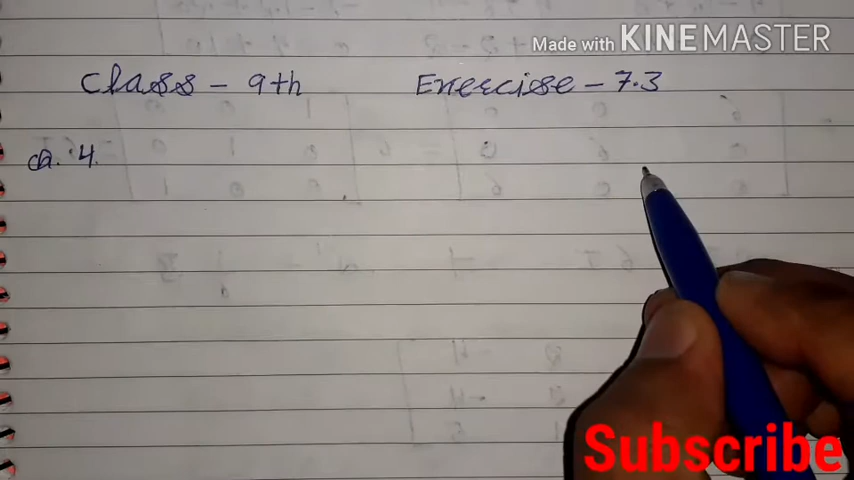 Made with KINEMASTER
Class - 9th Exercise - 7.3
Q. 4.
Subscribe